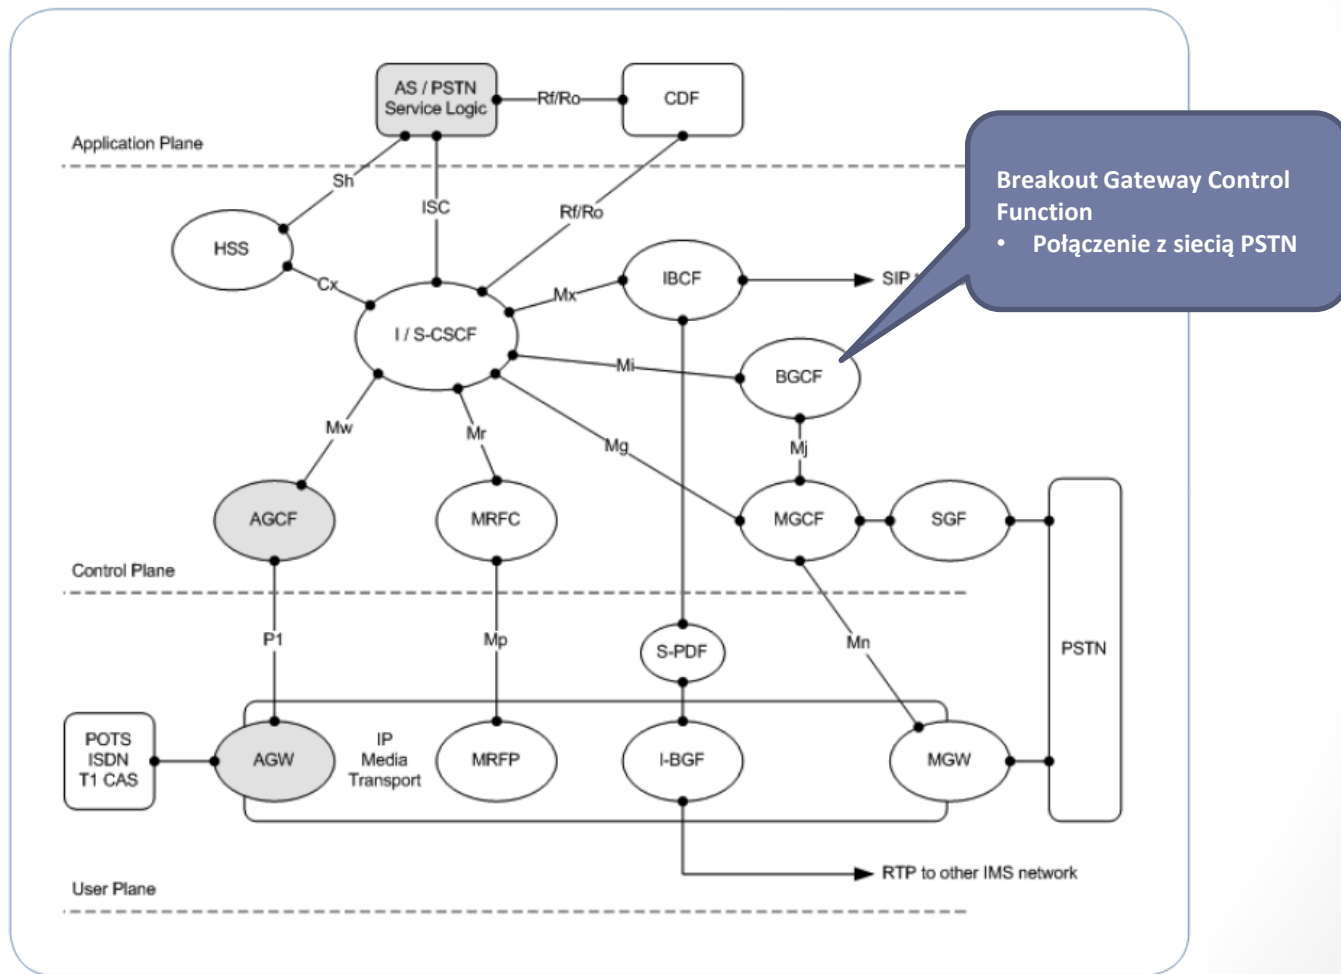 AS / PSTN
Service Logic
Rf/Ro
CDF
Application Plane
Breakout Gateway Control
Function
• Połączenie z siecią PSTN
Sh
ISC
Rf/Ro
HSS
Cx
Mx
IBCF
SIP
I / S-CSCF
Mi
BGCF
Mw
Mr
Mg
Mj
AGCF
MRFC
MGCF
SGF
Control Plane
P1
Mp
S-PDF
Mn
PSTN
POTS
ISDN
T1 CAS
AGW
IP
Media
Transport
MRFP
I-BGF
MGW
RTP to other IMS network
User Plane